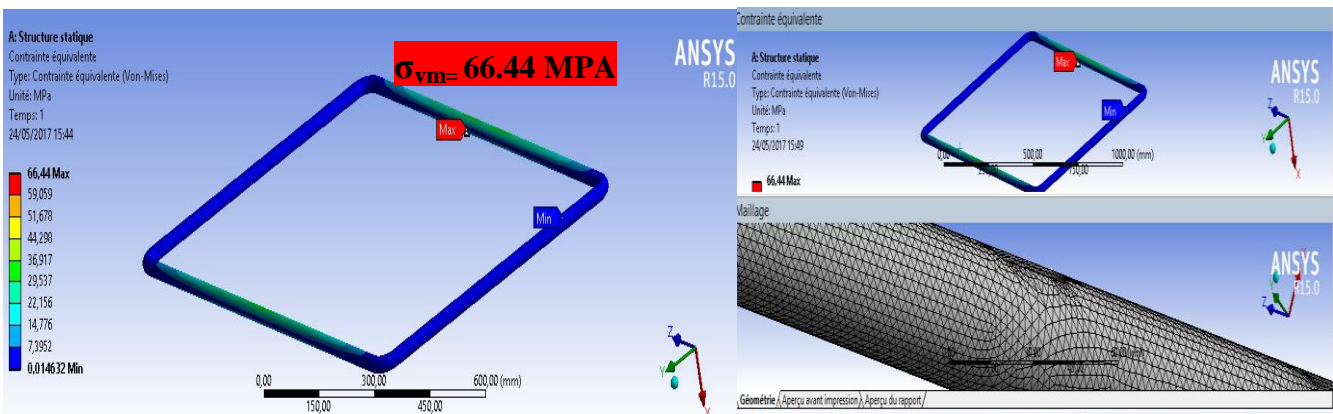 A: Structure statique
Contrainte équivalente
Type: Contrainte équivalente (Von-Mises)
Unité: MPa
Temps: 1
24/05/2017 15:44
66,44 Max
59,059
51,678
44,298
36,917
29,537
22,156
14,776
7,3952
0,014632 Min
σvm= 66.44 MPA
ANSYS
R15.0
Max
Min
0,00 300,00 600,00 (mm)
150,00 450,00
Z
Y
X
Contrainte équivalente
A: Structure statique
Contrainte équivalente
Type: Contrainte équivalente (Von-Mises)
Unité: MPa
Temps: 1
24/05/2017 15:49
66,44 Max
Max
Min
ANSYS
R15.0
0,00 500,00 1000,00 (mm)
750,00
Z
Y
X
Maillage
ANSYS
R15.0
Z
Géométrie Aperçu avant impression Aperçu du rapport